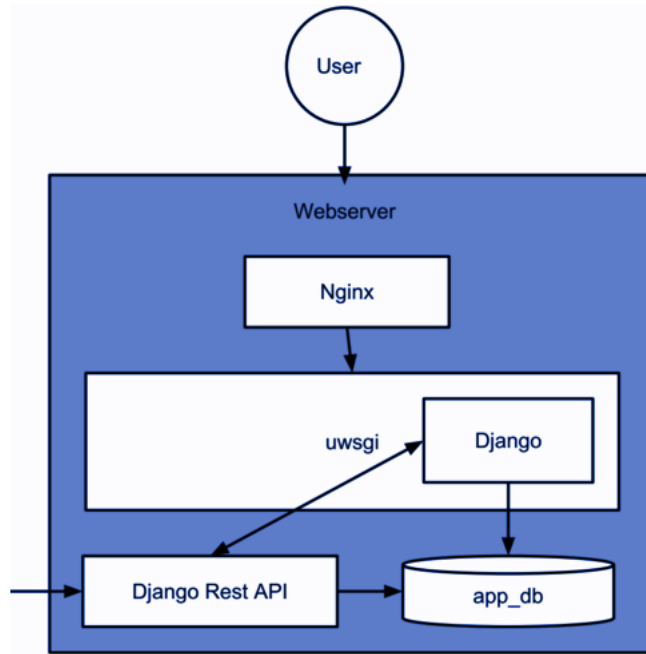 User
Webserver
Nginx
uwsgi
Django
Django Rest API
app_db